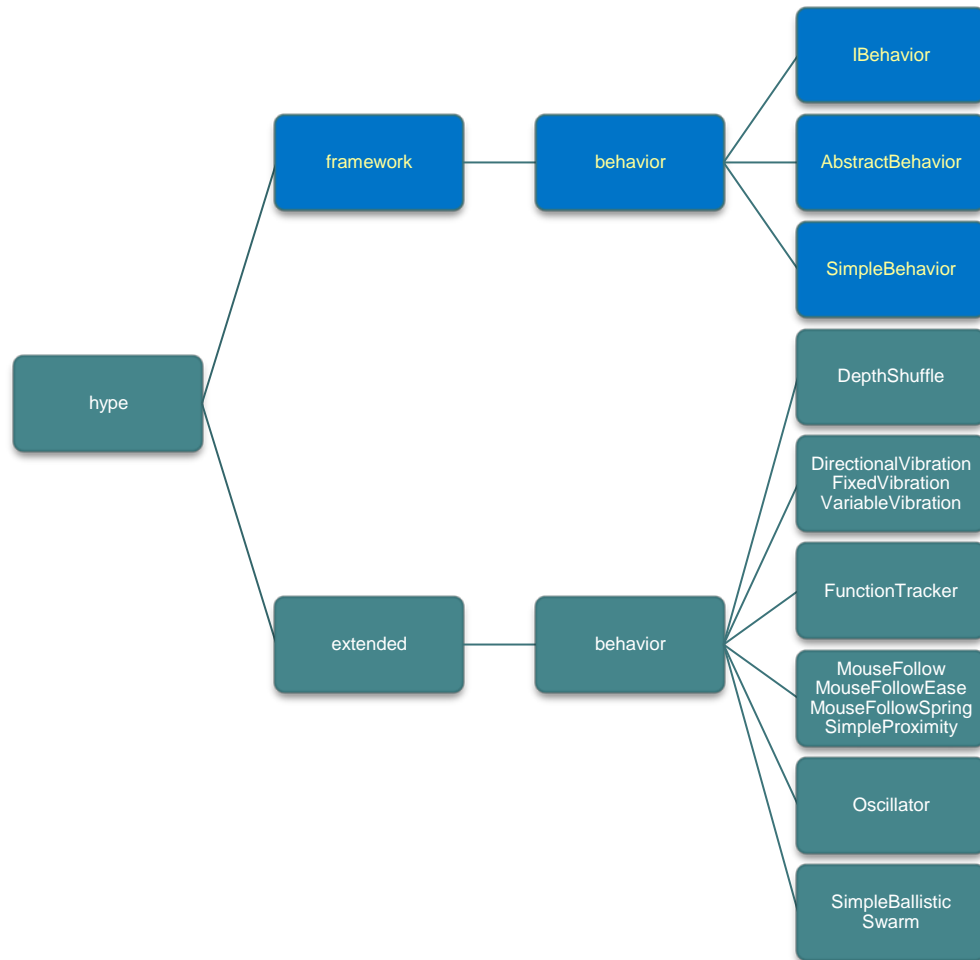 hype
framework
behavior
IBehavior
AbstractBehavior
SimpleBehavior
extended
behavior
DepthShuffle
DirectionalVibration
FixedVibration
VariableVibration
FunctionTracker
MouseFollow
MouseFollowEase
MouseFollowSpring
SimpleProximity
Oscillator
SimpleBallistic
Swarm